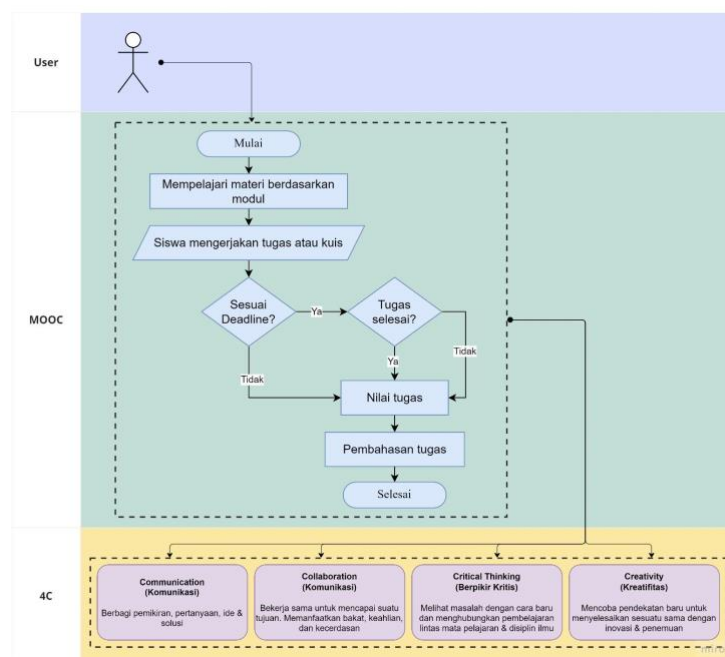 User
MOOC
Mulai
Mempelajari materi berdasarkan
modul
Siswa mengerjakan tugas atau kuis
Sesuai
Deadline?
Ya
Tugas
selesai?
Tidak
Ya
Tidak
Nilai tugas
Pembahasan tugas
Selesai
4C
Communication
(Komunikasi)
Berbagi pemikiran, pertanyaan, ide &
solusi
Collaboration
(Komunikasi)
Bekerja sama untuk mencapai suatu
tujuan. Memanfaatkan bakat, keahlian,
dan kecerdasan
Critical Thinking
(Berpikir Kritis)
Melihat masalah dengan cara baru
dan menghubungkan pembelajaran
lintas mata pelajaran & disiplin ilmu
Creativity
(Kreatifitas)
Mencoba pendekatan baru untuk
menyelesaikan sesuatu sama dengan
inovasi & penemuan
miro